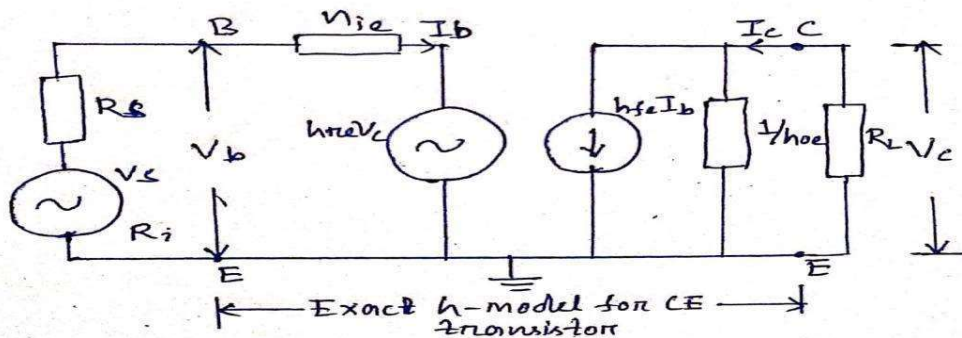 B
hie
Ib
Ic C
Rs
Vb
hreVc
hfeIb
1/hoe
RL
Vc
Vs
Ri
E
E
Exact h-model for CE
transistor